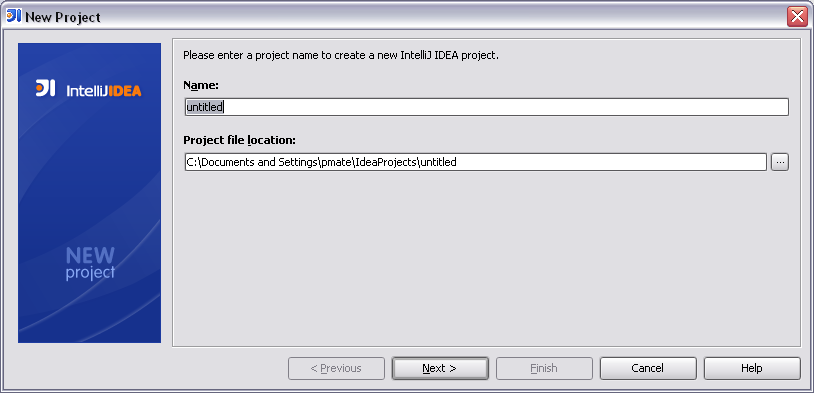 New Project
Please enter a project name to create a new IntelliJ IDEA project.
IntelliJIDEA
Name:
untitled
Project file location:
C:\Documents and Settings\pmate\IdeaProjects\untitled
...
NEW
project
< Previous
Next >
Finish
Cancel
Help